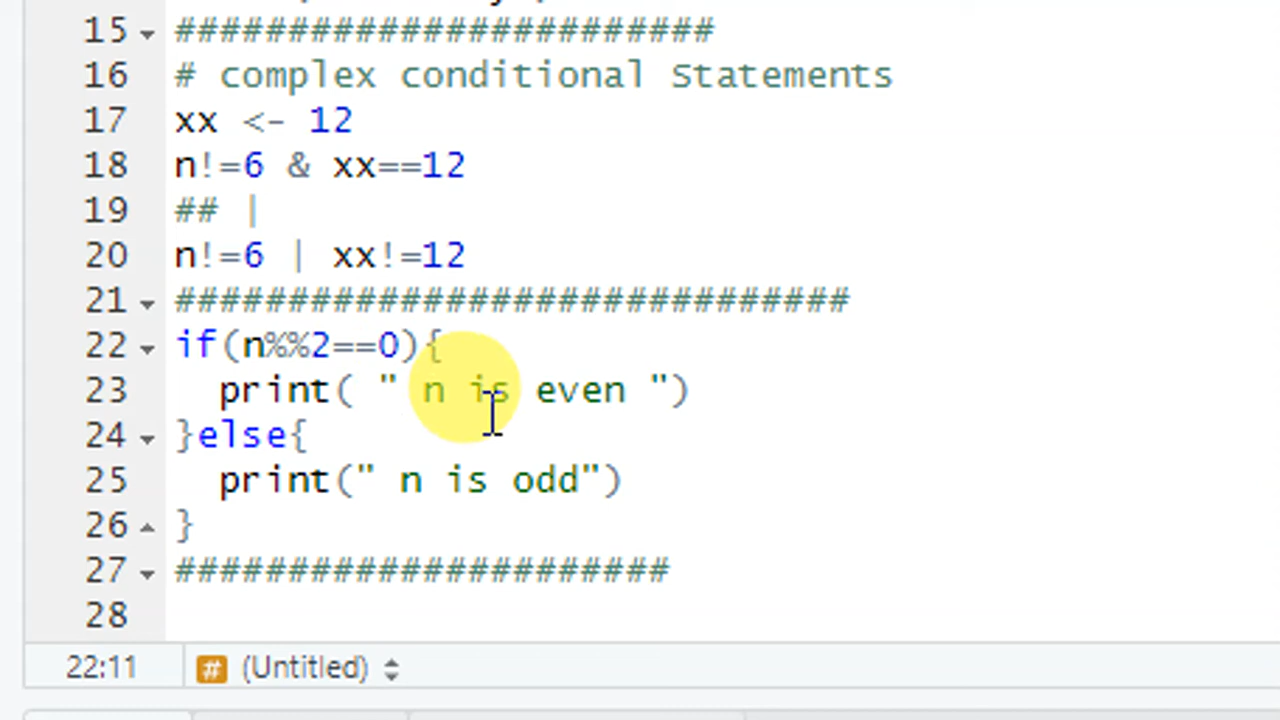 15 #######################
16 # complex conditional Statements
17 xx <- 12
18 n!=6 & xx==12
19 ## |
20 n!=6 | xx!=12
21 ##############################
22 if(n%%2==0){
23 print( " n is even ")
24 }else{
25 print(" n is odd")
26 }
27 ######################
28
22:11 # (Untitled)